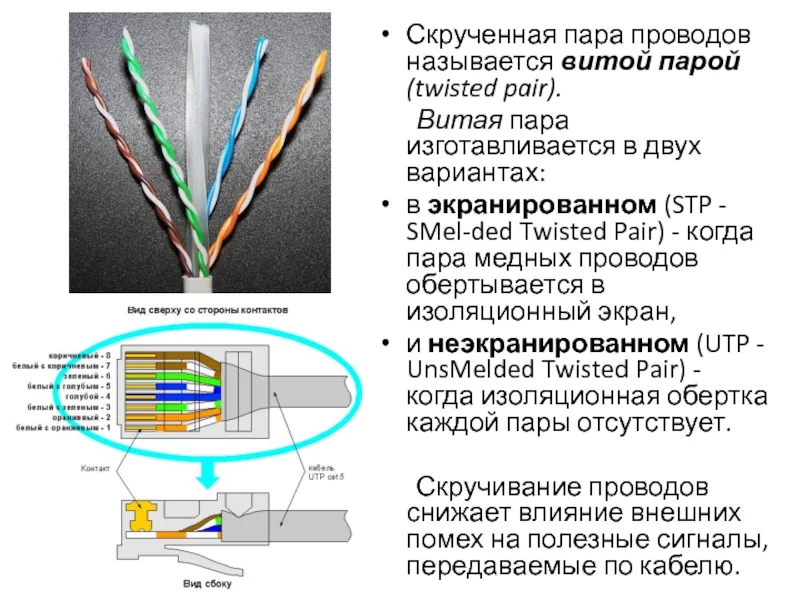 • Скрученная пара проводов
называется витой парой
(twisted pair).
Витая пара
изготавливается в двух
вариантах:
• в экранированном (STP -
SMel-ded Twisted Pair) - когда
пара медных проводов
обертывается в
изоляционный экран,
• и неэкранированном (UTP -
UnsMelded Twisted Pair) -
когда изоляционная обертка
каждой пары отсутствует.
Скручивание проводов
снижает влияние внешних
помех на полезные сигналы,
передаваемые по кабелю.
Вид сверху со стороны контактов
коричневый - 8
белый с коричневым - 7
зеленый - 6
белый с голубым - 5
голубой - 4
белый с зеленым - 3
оранжевый - 2
белый с оранжевым - 1
Контакт
кабель
UTP cat.5
Вид сбоку